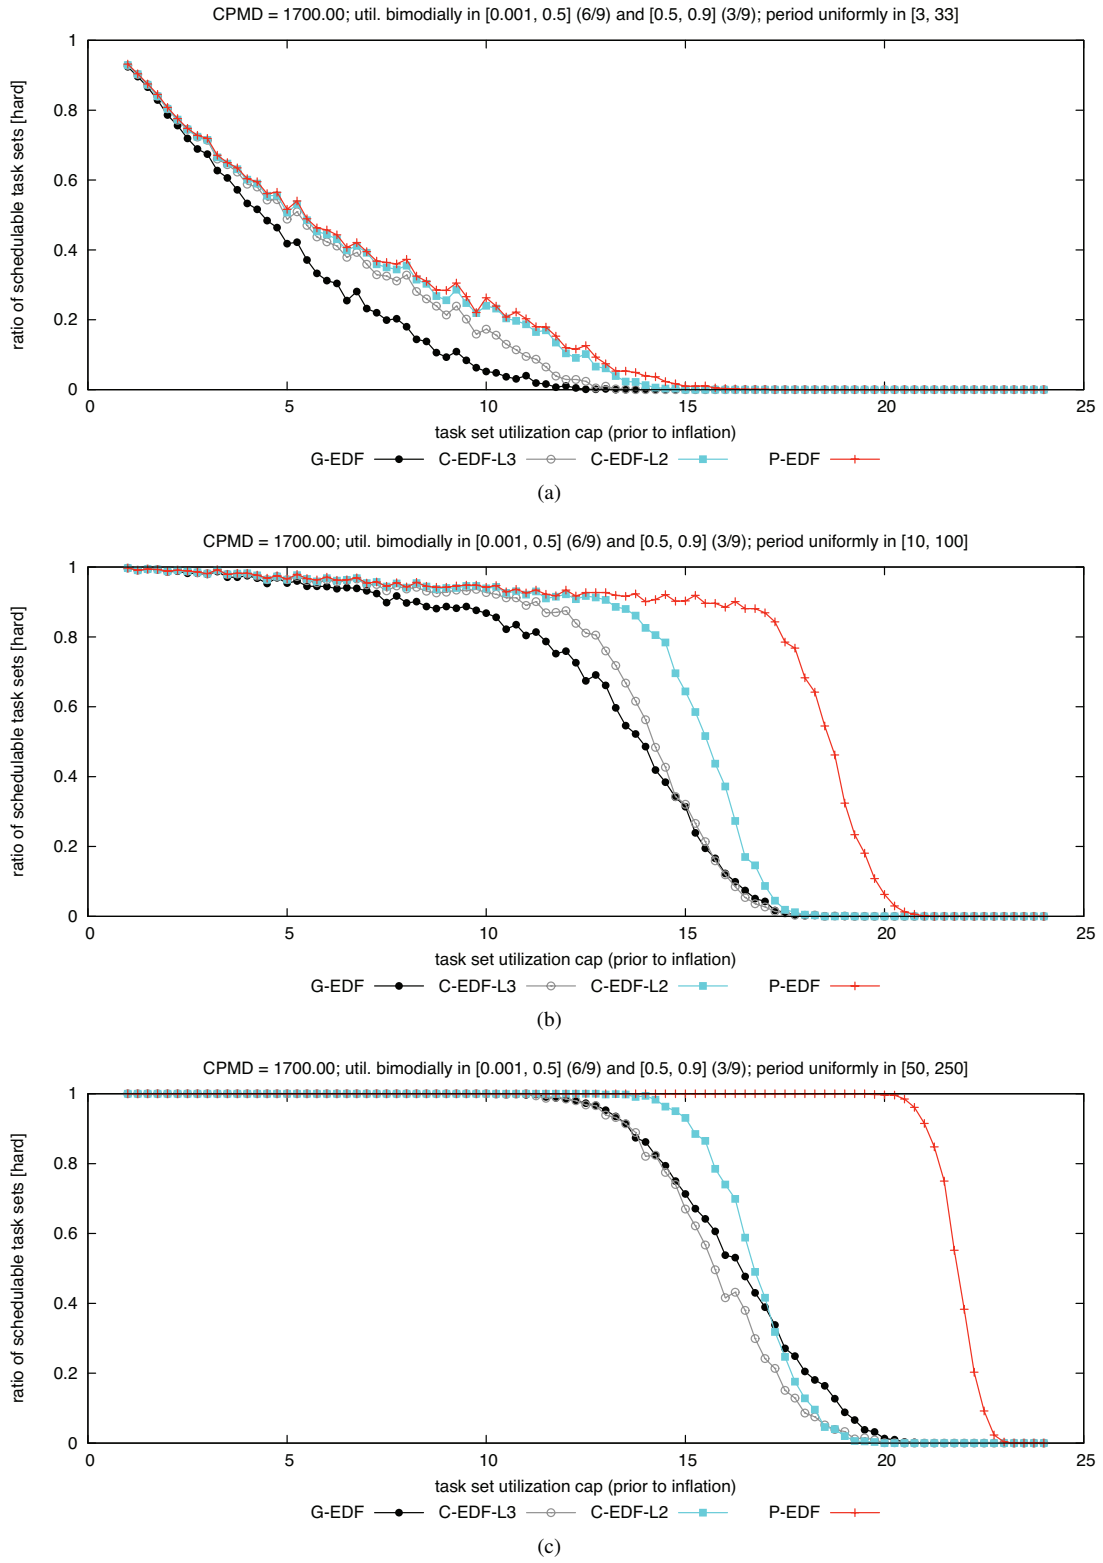 CPMD = 1700.00; util. bimodially in [0.001, 0.5] (6/9) and [0.5, 0.9] (3/9); period uniformly in [3, 33]
ratio of schedulable task sets [hard]
1
0.8
0.6
0.4
0.2
0
0 5 10 15 20 25
task set utilization cap (prior to inflation)
G-EDF C-EDF-L3 C-EDF-L2 P-EDF
(a)
CPMD = 1700.00; util. bimodially in [0.001, 0.5] (6/9) and [0.5, 0.9] (3/9); period uniformly in [10, 100]
ratio of schedulable task sets [hard]
1
0.8
0.6
0.4
0.2
0
0 5 10 15 20 25
task set utilization cap (prior to inflation)
G-EDF C-EDF-L3 C-EDF-L2 P-EDF
(b)
CPMD = 1700.00; util. bimodially in [0.001, 0.5] (6/9) and [0.5, 0.9] (3/9); period uniformly in [50, 250]
ratio of schedulable task sets [hard]
1
0.8
0.6
0.4
0.2
0
0 5 10 15 20 25
task set utilization cap (prior to inflation)
G-EDF C-EDF-L3 C-EDF-L2 P-EDF
(c)